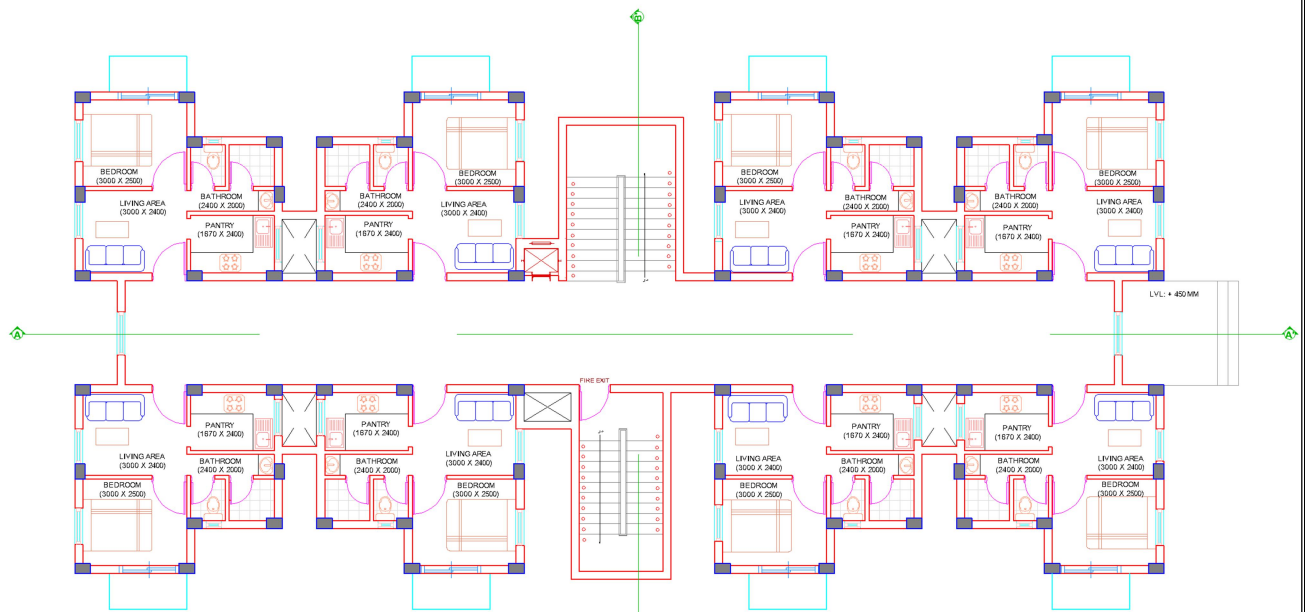 B
BEDROOM
(3000 X 2500)
BEDROOM
(3000 X 2500)
BEDROOM
(3000 X 2500)
BEDROOM
(3000 X 2500)
BATHROOM
(2400 X 2000)
BATHROOM
(2400 X 2000)
BATHROOM
(2400 X 2000)
BATHROOM
(2400 X 2000)
LIVING AREA
(3000 X 2400)
LIVING AREA
(3000 X 2400)
LIVING AREA
(3000 X 2400)
LIVING AREA
(3000 X 2400)
PANTRY
(1670 X 2400)
PANTRY
(1670 X 2400)
PANTRY
(1670 X 2400)
PANTRY
(1670 X 2400)
LVL: + 450 MM
A
A'
FIRE EXIT
PANTRY
(1670 X 2400)
PANTRY
(1670 X 2400)
PANTRY
(1670 X 2400)
PANTRY
(1670 X 2400)
LIVING AREA
(3000 X 2400)
LIVING AREA
(3000 X 2400)
LIVING AREA
(3000 X 2400)
LIVING AREA
(3000 X 2400)
BATHROOM
(2400 X 2000)
BATHROOM
(2400 X 2000)
BATHROOM
(2400 X 2000)
BATHROOM
(2400 X 2000)
BEDROOM
(3000 X 2500)
BEDROOM
(3000 X 2500)
BEDROOM
(3000 X 2500)
BEDROOM
(3000 X 2500)